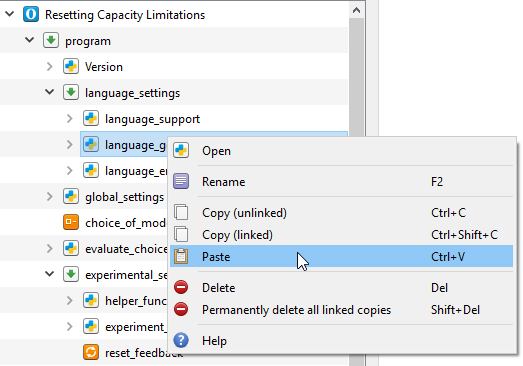 Resetting Capacity Limitations
program
Version
language_settings
language_support
language_g
language_e
global_settings
choice_of_mod
evaluate_choice
experimental_se
helper_func
experiment_
reset_feedback
Open
Rename F2
Copy (unlinked) Ctrl+C
Copy (linked) Ctrl+Shift+C
Paste Ctrl+V
Delete Del
Permanently delete all linked copies Shift+Del
Help